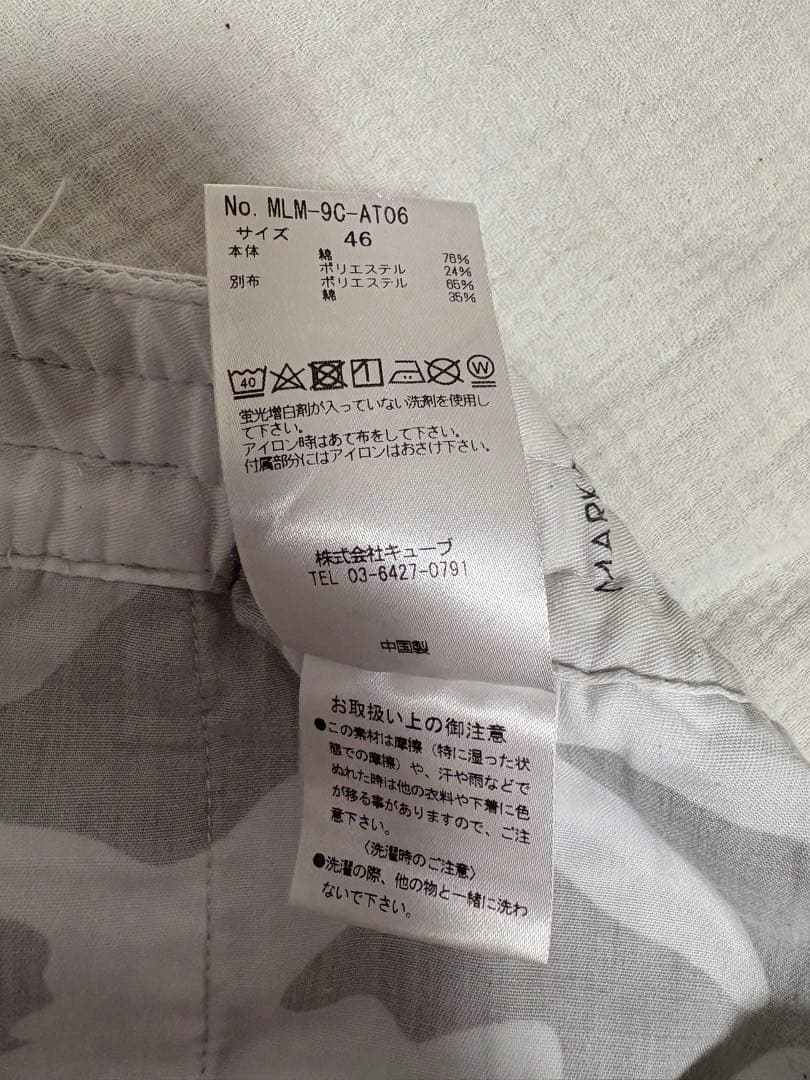 No. MLM-9C-AT06
サイズ 46
本体 綿 76%
ポリエステル 24%
別布 ポリエステル 65%
綿 35%
40 W
蛍光増白剤が入っていない洗剤を使用し
て下さい。
アイロン時はあて布をして下さい。
付属部分にはアイロンはおさけ下さい。
株式会社キューブ
TEL 03-6427-0791
中国製
お取扱い上の御注意
●この素材は摩擦（特に湿った状
態での摩擦）や、汗や雨などで
ぬれた時は他の衣料や下着に色
が移る事がありますので、ご注
意下さい。
〈洗濯時のご注意〉
●洗濯の際、他の物と一緒に洗わ
ないで下さい。
MARK